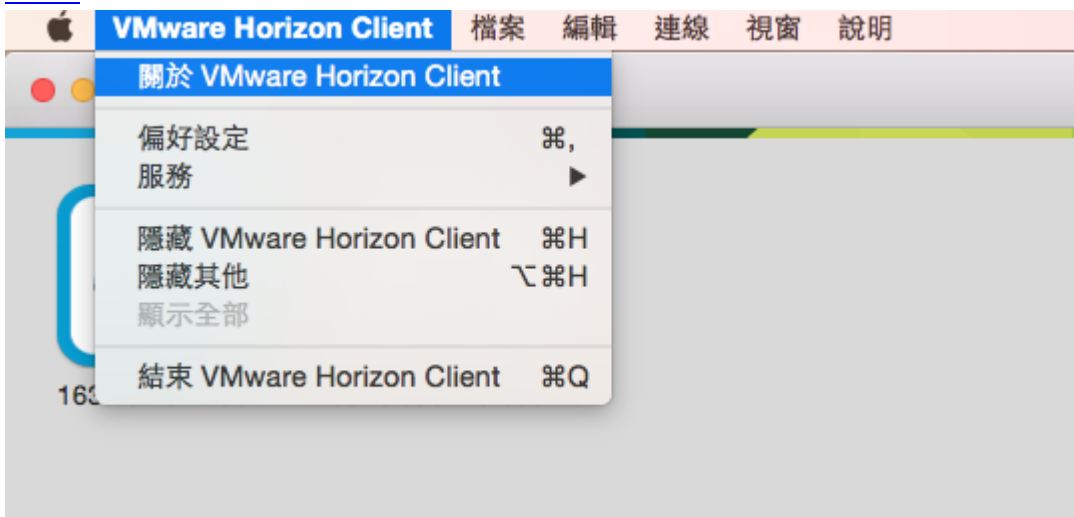 VMware Horizon Client 檔案 編輯 連線 視窗 說明
關於 VMware Horizon Client
偏好設定 ⌘,
服務 ▶
隱藏 VMware Horizon Client ⌘H
隱藏其他 ⌥⌘H
顯示全部
結束 VMware Horizon Client ⌘Q
163